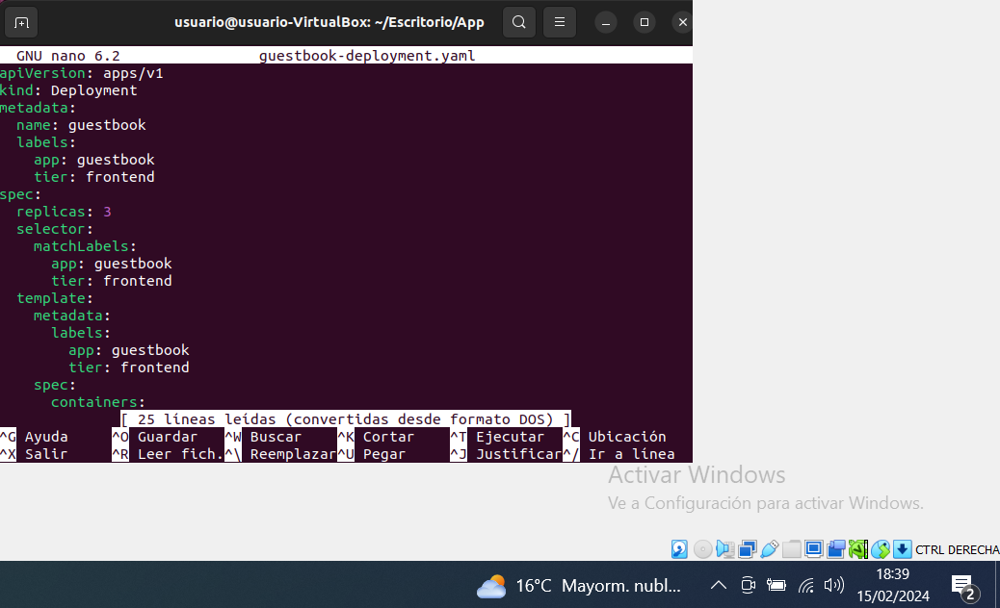 usuario@usuario-VirtualBox: ~/Escritorio/App
GNU nano 6.2 guestbook-deployment.yaml
apiVersion: apps/v1
kind: Deployment
metadata:
  name: guestbook
  labels:
    app: guestbook
    tier: frontend
spec:
  replicas: 3
  selector:
    matchLabels:
      app: guestbook
      tier: frontend
  template:
    metadata:
      labels:
        app: guestbook
        tier: frontend
    spec:
      containers:
[ 25 líneas leídas (convertidas desde formato DOS) ]
^G Ayuda ^O Guardar ^W Buscar ^K Cortar ^T Ejecutar ^C Ubicación
^X Salir ^R Leer fich. ^\ Reemplazar ^U Pegar ^J Justificar ^/ Ir a línea
Activar Windows
Ve a Configuración para activar Windows.
CTRL DERECHA
16°C Mayorm. nubl...
18:39
15/02/2024
2